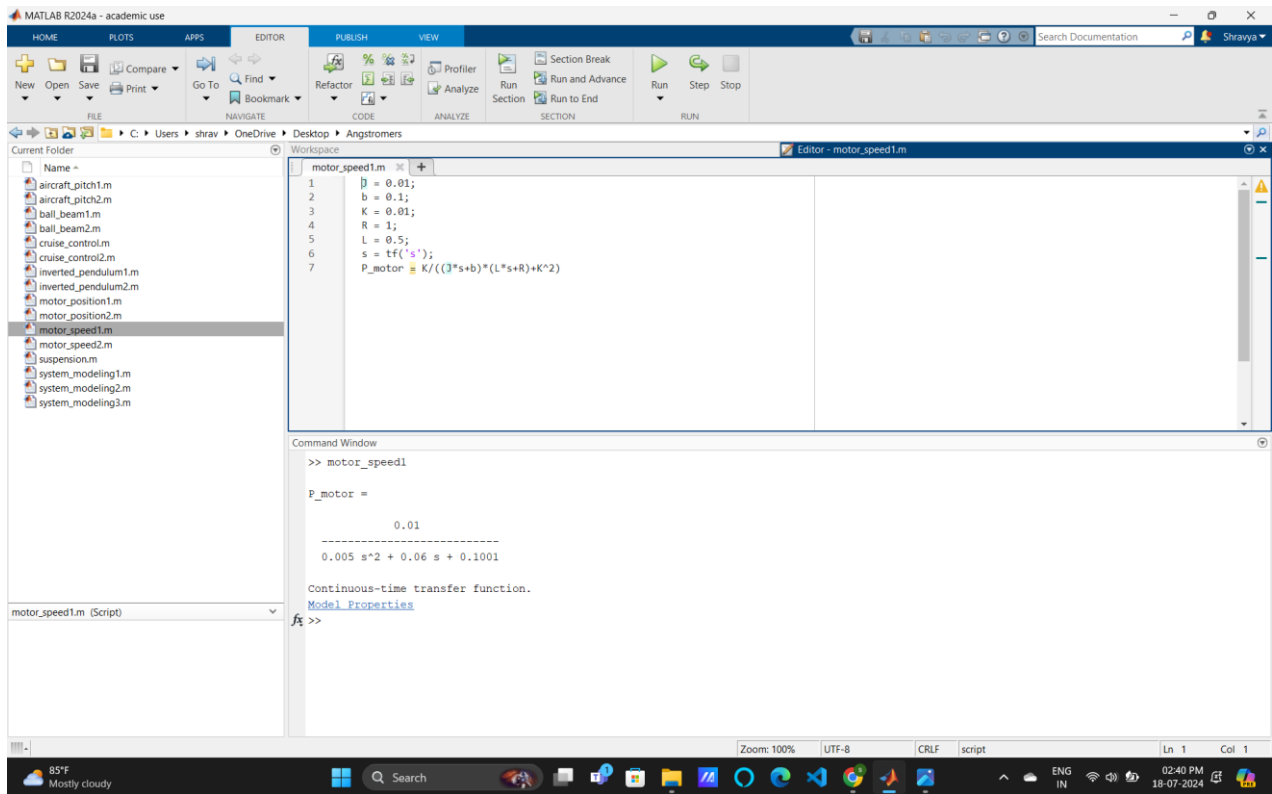 MATLAB R2024a - academic use
HOME PLOTS APPS EDITOR PUBLISH VIEW Search Documentation Shravya
New Open Save Compare Print
Go To Find Bookmark
Refactor
Profiler Analyze
Run Section Section Break Run and Advance Run to End
Run Step Stop
FILE NAVIGATE CODE ANALYZE SECTION RUN
C: Users shrav OneDrive Desktop Angstromers
Current Folder
Name
aircraft_pitch1.m
aircraft_pitch2.m
ball_beam1.m
ball_beam2.m
cruise_control.m
cruise_control2.m
inverted_pendulum1.m
inverted_pendulum2.m
motor_position1.m
motor_position2.m
motor_speed1.m
motor_speed2.m
suspension.m
system_modeling1.m
system_modeling2.m
system_modeling3.m
motor_speed1.m (Script)
Workspace
Editor - motor_speed1.m
motor_speed1.m +
1 J = 0.01;
2 b = 0.1;
3 K = 0.01;
4 R = 1;
5 L = 0.5;
6 s = tf('s');
7 P_motor = K/((J*s+b)*(L*s+R)+K^2)
Command Window
>> motor_speed1
P_motor =
0.01
---------------------------
0.005 s^2 + 0.06 s + 0.1001
Continuous-time transfer function.
Model Properties
fx >>
Zoom: 100% UTF-8 CRLF script Ln 1 Col 1
85°F
Mostly cloudy
Search
ENG
IN
02:40 PM
18-07-2024